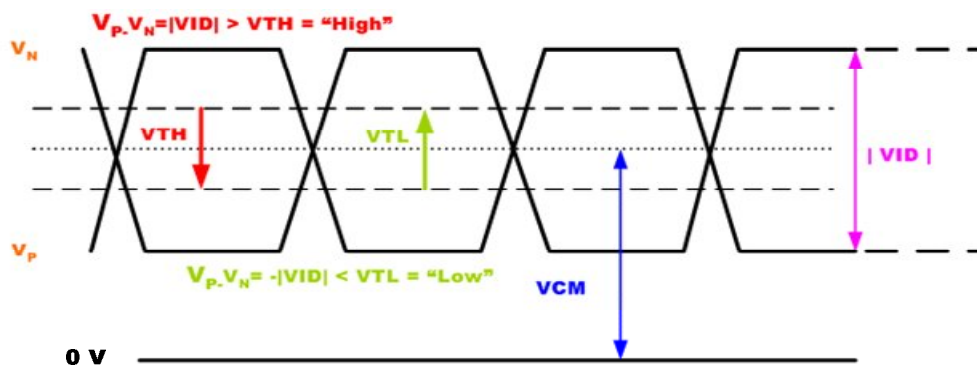 VP-VN=|VID| > VTH = “High”
VN
VTH
VTL
| VID |
VP
VP-VN= -|VID| < VTL = “Low”
VCM
0 V